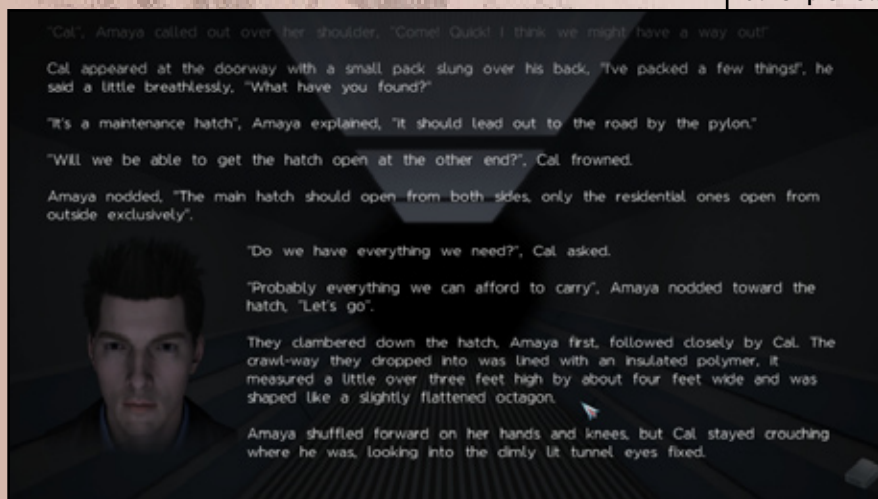 "Cal", Amaya called out over her shoulder, "Come! Quick! I think we might have a way out!"
Cal appeared at the doorway with a small pack slung over his back, "I've packed a few things!", he
said a little breathlessly, "What have you found?"
"It's a maintenance hatch", Amaya explained, "it should lead out to the road by the pylon."
"Will we be able to get the hatch open at the other end?", Cal frowned.
Amaya nodded, "The main hatch should open from both sides, only the residential ones open from
outside exclusively".
"Do we have everything we need?", Cal asked.
"Probably everything we can afford to carry", Amaya nodded toward the
hatch, "Let's go".
They clambered down the hatch, Amaya first, followed closely by Cal. The
crawl-way they dropped into was lined with an insulated polymer, it
measured a little over three feet high by about four feet wide and was
shaped like a slightly flattened octagon.
Amaya shuffled forward on her hands and knees, but Cal stayed crouching
where he was, looking into the dimly lit tunnel eyes fixed.